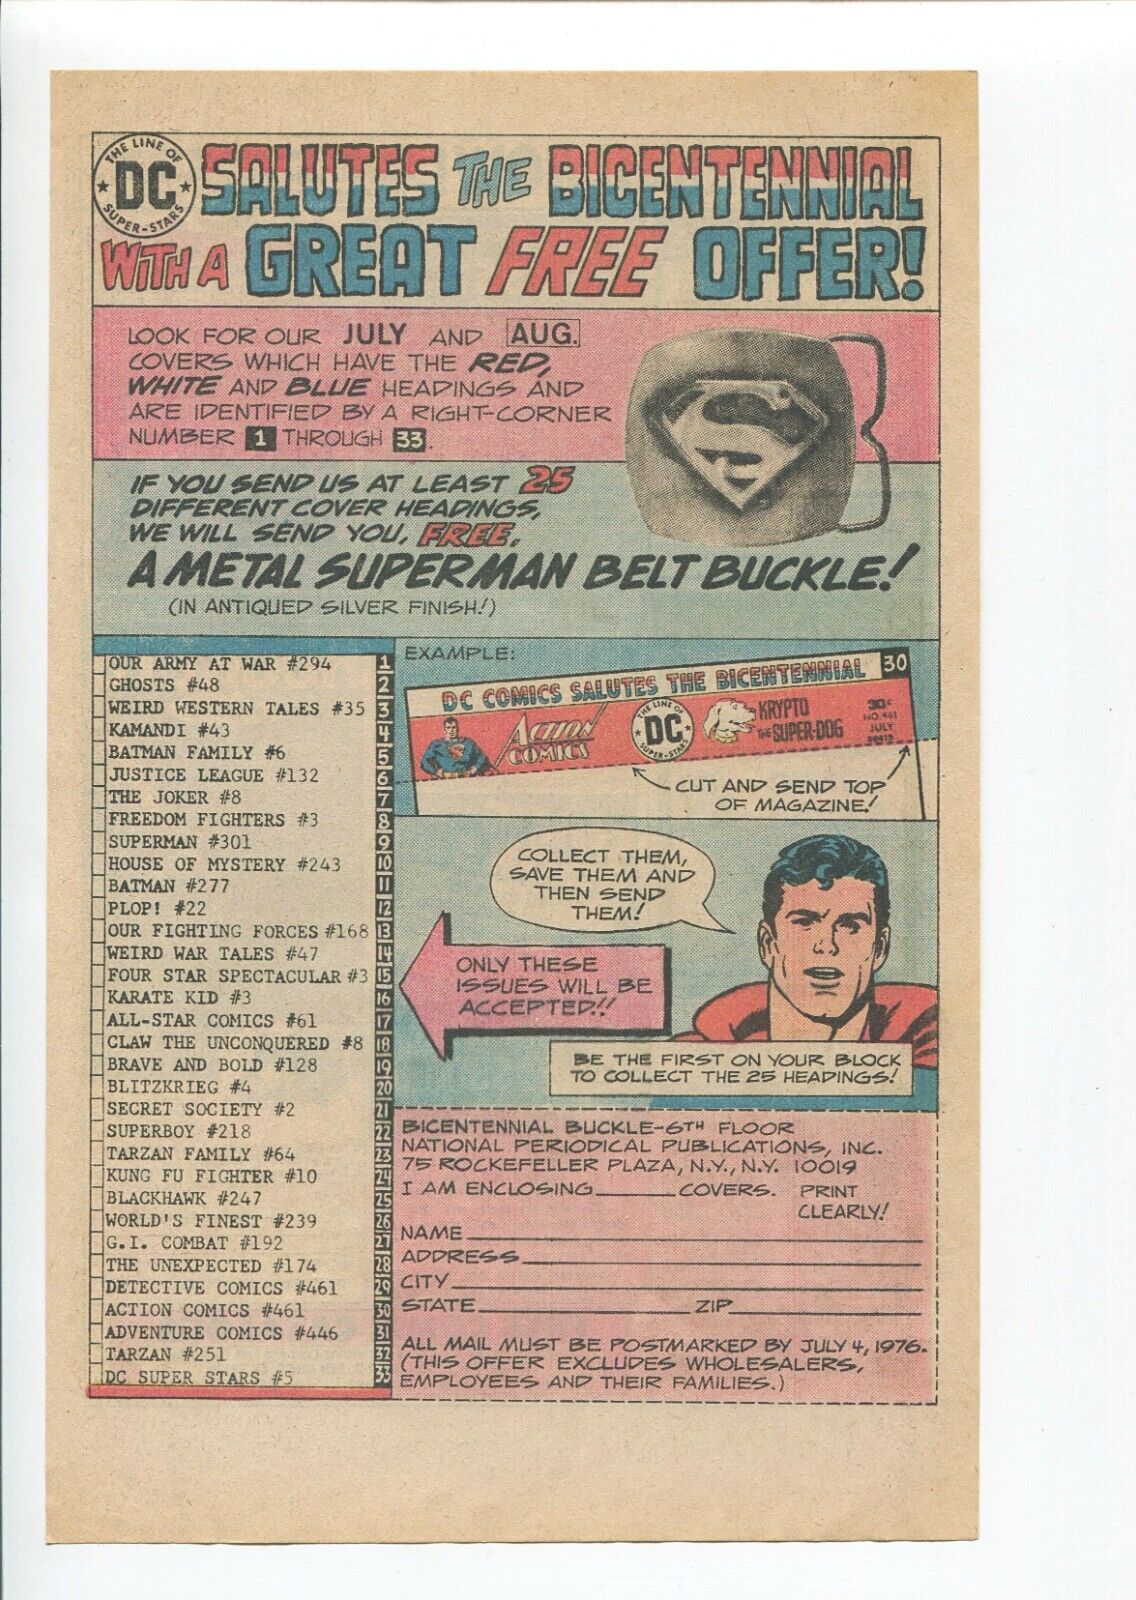 THE LINE OF
DC
SUPER-STARS
SALUTES THE BICENTENNIAL
WITH A GREAT FREE OFFER!
LOOK FOR OUR JULY AND AUG.
COVERS WHICH HAVE THE RED,
WHITE AND BLUE HEADINGS AND
ARE IDENTIFIED BY A RIGHT-CORNER
NUMBER 1 THROUGH 33.
IF YOU SEND US AT LEAST 25
DIFFERENT COVER HEADINGS,
WE WILL SEND YOU, FREE,
A METAL SUPERMAN BELT BUCKLE!
(IN ANTIQUED SILVER FINISH!)
OUR ARMY AT WAR #294 1
GHOSTS #48 2
WEIRD WESTERN TALES #35 3
KAMANDI #43 4
BATMAN FAMILY #6 5
JUSTICE LEAGUE #132 6
THE JOKER #8 7
FREEDOM FIGHTERS #3 8
SUPERMAN #301 9
HOUSE OF MYSTERY #243 10
BATMAN #277 11
PLOP! #22 12
OUR FIGHTING FORCES #168 13
WEIRD WAR TALES #47 14
FOUR STAR SPECTACULAR #3 15
KARATE KID #3 16
ALL-STAR COMICS #61 17
CLAW THE UNCONQUERED #8 18
BRAVE AND BOLD #128 19
BLITZKRIEG #4 20
SECRET SOCIETY #2 21
SUPERBOY #218 22
TARZAN FAMILY #64 23
KUNG FU FIGHTER #10 24
BLACKHAWK #247 25
WORLD'S FINEST #239 26
G.I. COMBAT #192 27
THE UNEXPECTED #174 28
DETECTIVE COMICS #461 29
ACTION COMICS #461 30
ADVENTURE COMICS #446 31
TARZAN #251 32
DC SUPER STARS #5 33
EXAMPLE:
DC COMICS SALUTES THE BICENTENNIAL 30
ACTION
COMICS
THE LINE OF
DC
SUPER-STARS
KRYPTO
THE SUPER-DOG
30¢
NO. 461
JULY
CUT AND SEND TOP
OF MAGAZINE!
COLLECT THEM,
SAVE THEM AND
THEN SEND
THEM!
ONLY THESE
ISSUES WILL BE
ACCEPTED!!
BE THE FIRST ON YOUR BLOCK
TO COLLECT THE 25 HEADINGS!
BICENTENNIAL BUCKLE-6TH FLOOR
NATIONAL PERIODICAL PUBLICATIONS, INC.
75 ROCKEFELLER PLAZA, N.Y., N.Y. 10019
I AM ENCLOSING COVERS. PRINT
CLEARLY!
NAME
ADDRESS
CITY
STATE ZIP
ALL MAIL MUST BE POSTMARKED BY JULY 4, 1976.
(THIS OFFER EXCLUDES WHOLESALERS,
EMPLOYEES AND THEIR FAMILIES.)